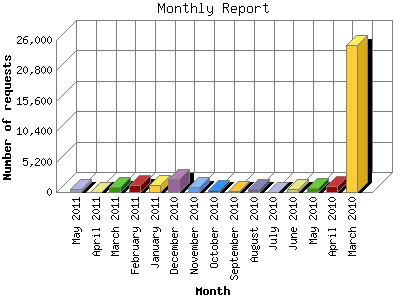 Monthly Report
Number of requests
26,000
20,800
15,600
10,400
5,200
0
May 2011
April 2011
March 2011
February 2011
January 2011
December 2010
November 2010
October 2010
September 2010
August 2010
July 2010
June 2010
May 2010
April 2010
March 2010
Month